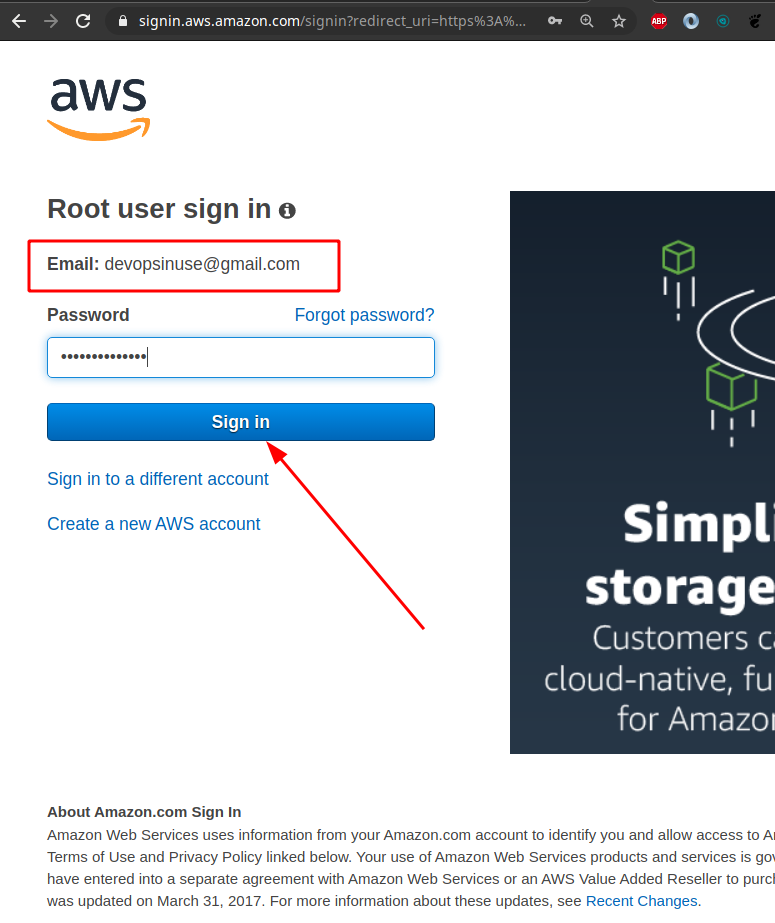 signin.aws.amazon.com/signin?redirect_uri=https%3A%...
ABP
aws
Root user sign in
Email: devopsinuse@gmail.com
Password
Forgot password?
••••••••••••••
Sign in
Sign in to a different account
Create a new AWS account
Simpli
storage
Customers ca
cloud-native, fu
for Amazon
About Amazon.com Sign In
Amazon Web Services uses information from your Amazon.com account to identify you and allow access to
Terms of Use and Privacy Policy linked below. Your use of Amazon Web Services products and services is gov
have entered into a separate agreement with Amazon Web Services or an AWS Value Added Reseller to purch
was updated on March 31, 2017. For more information about these updates, see Recent Changes.